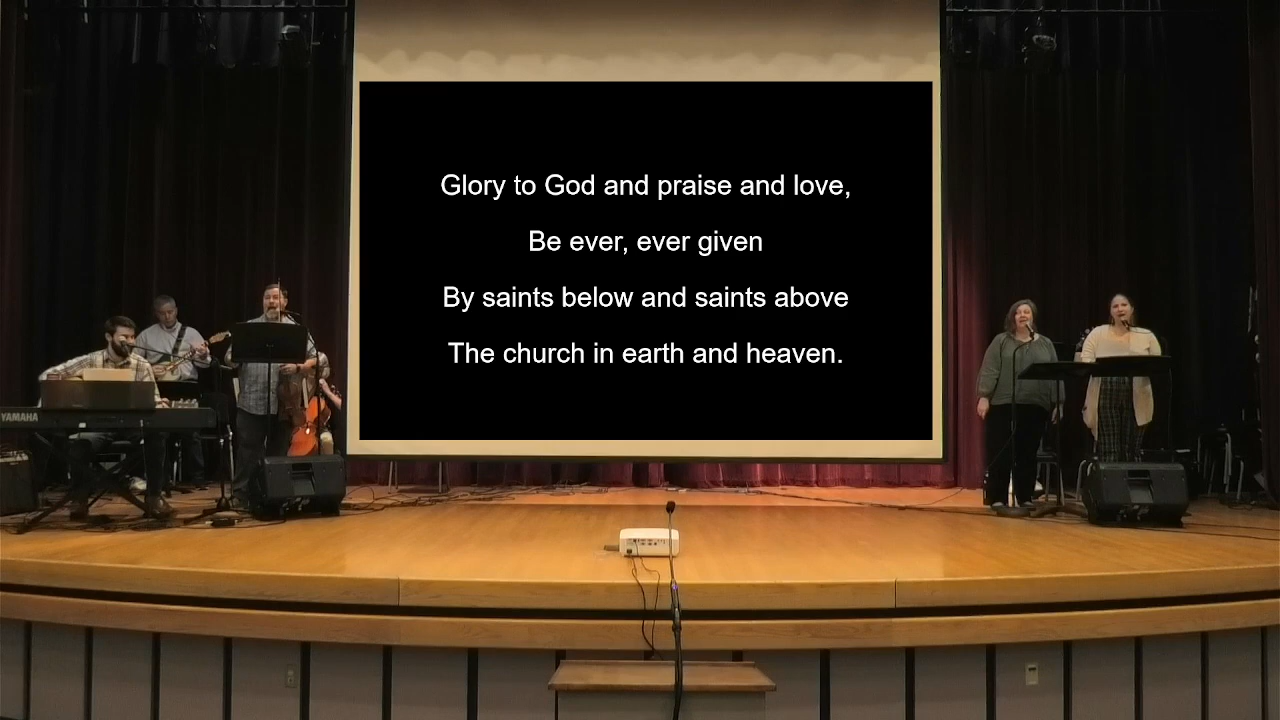 Glory to God and praise and love,
Be ever, ever given
By saints below and saints above
The church in earth and heaven.
YAMAHA